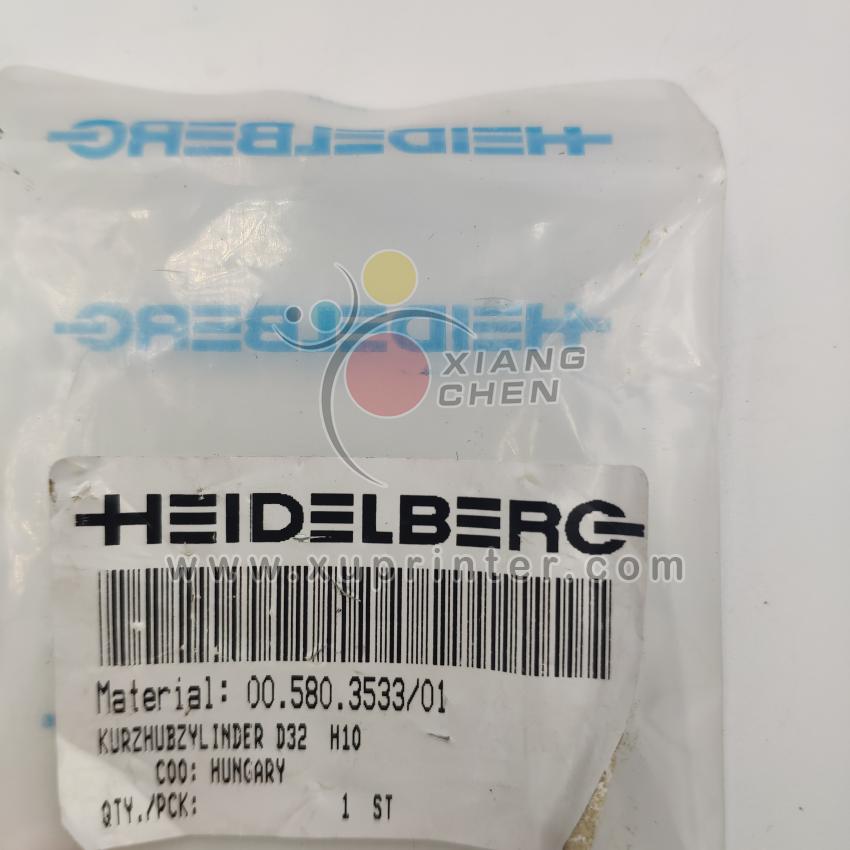 HEIDELBERG
HEIDELBERG
XIANG
CHEN
HEIDELBERG
www.xuprinter.com
Material: 00.580.3533/01
KURZHUBZYLINDER D32 H10
COO: HUNGARY
QTY./PCK: 1 ST